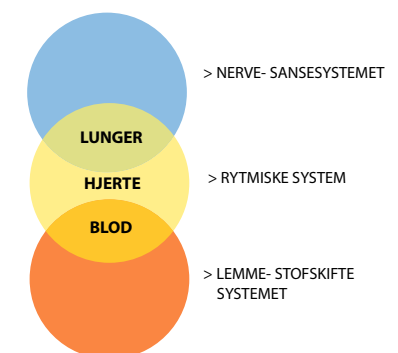 > NERVE- SANSESYSTEMET
LUNGER
HJERTE
> RYTMISKE SYSTEM
BLOD
> LEMME- STOFSKIFTE
SYSTEMET